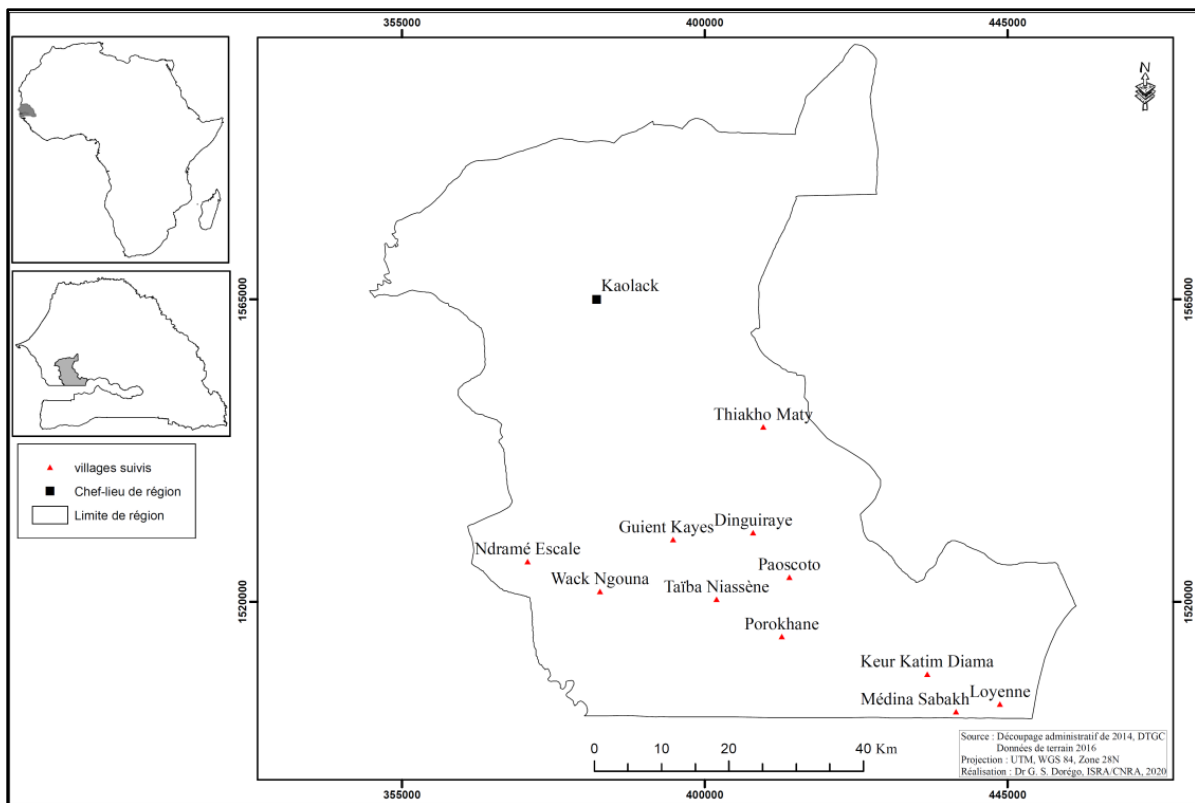 355000
400000
445000
N
1565000
1565000
Kaolack
Thiakho Maty
villages suivis
Chef-lieu de région
Limite de région
Dinguiraye
Guient Kayes
Ndramé Escale
Paoscoto
Wack Ngouna
Taïba Niassène
1520000
1520000
Porokhane
Keur Katim Diama
Médina Sabakh
Loyenne
0 10 20 40 Km
Source : Découpage administratif de 2014, DTGC
Données de terrain 2016
Projection : UTM, WGS 84, Zone 28N
Réalisation : Dr G. S. Dorégo, ISRA/CNRA, 2020
355000
400000
445000